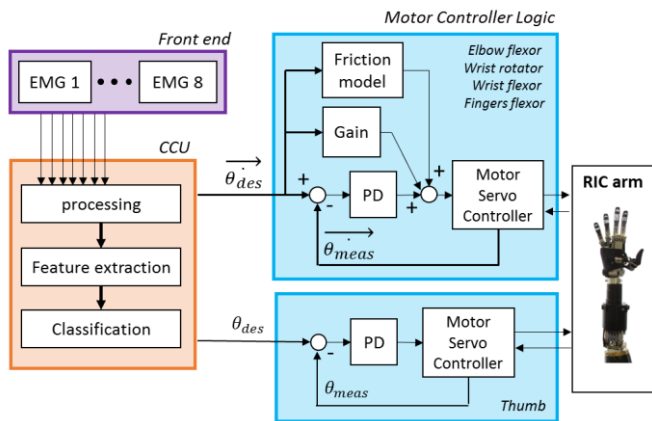 Front end
EMG 1 • • • EMG 8
CCU
processing
Feature extraction
Classification
Motor Controller Logic
Elbow flexor
Wrist rotator
Wrist flexor
Fingers flexor
Friction
model
Gain
θ̇des
+
-
PD
+
+
+
Motor
Servo
Controller
θ̇meas
RIC arm
θdes
-
PD
Motor
Servo
Controller
θmeas
Thumb